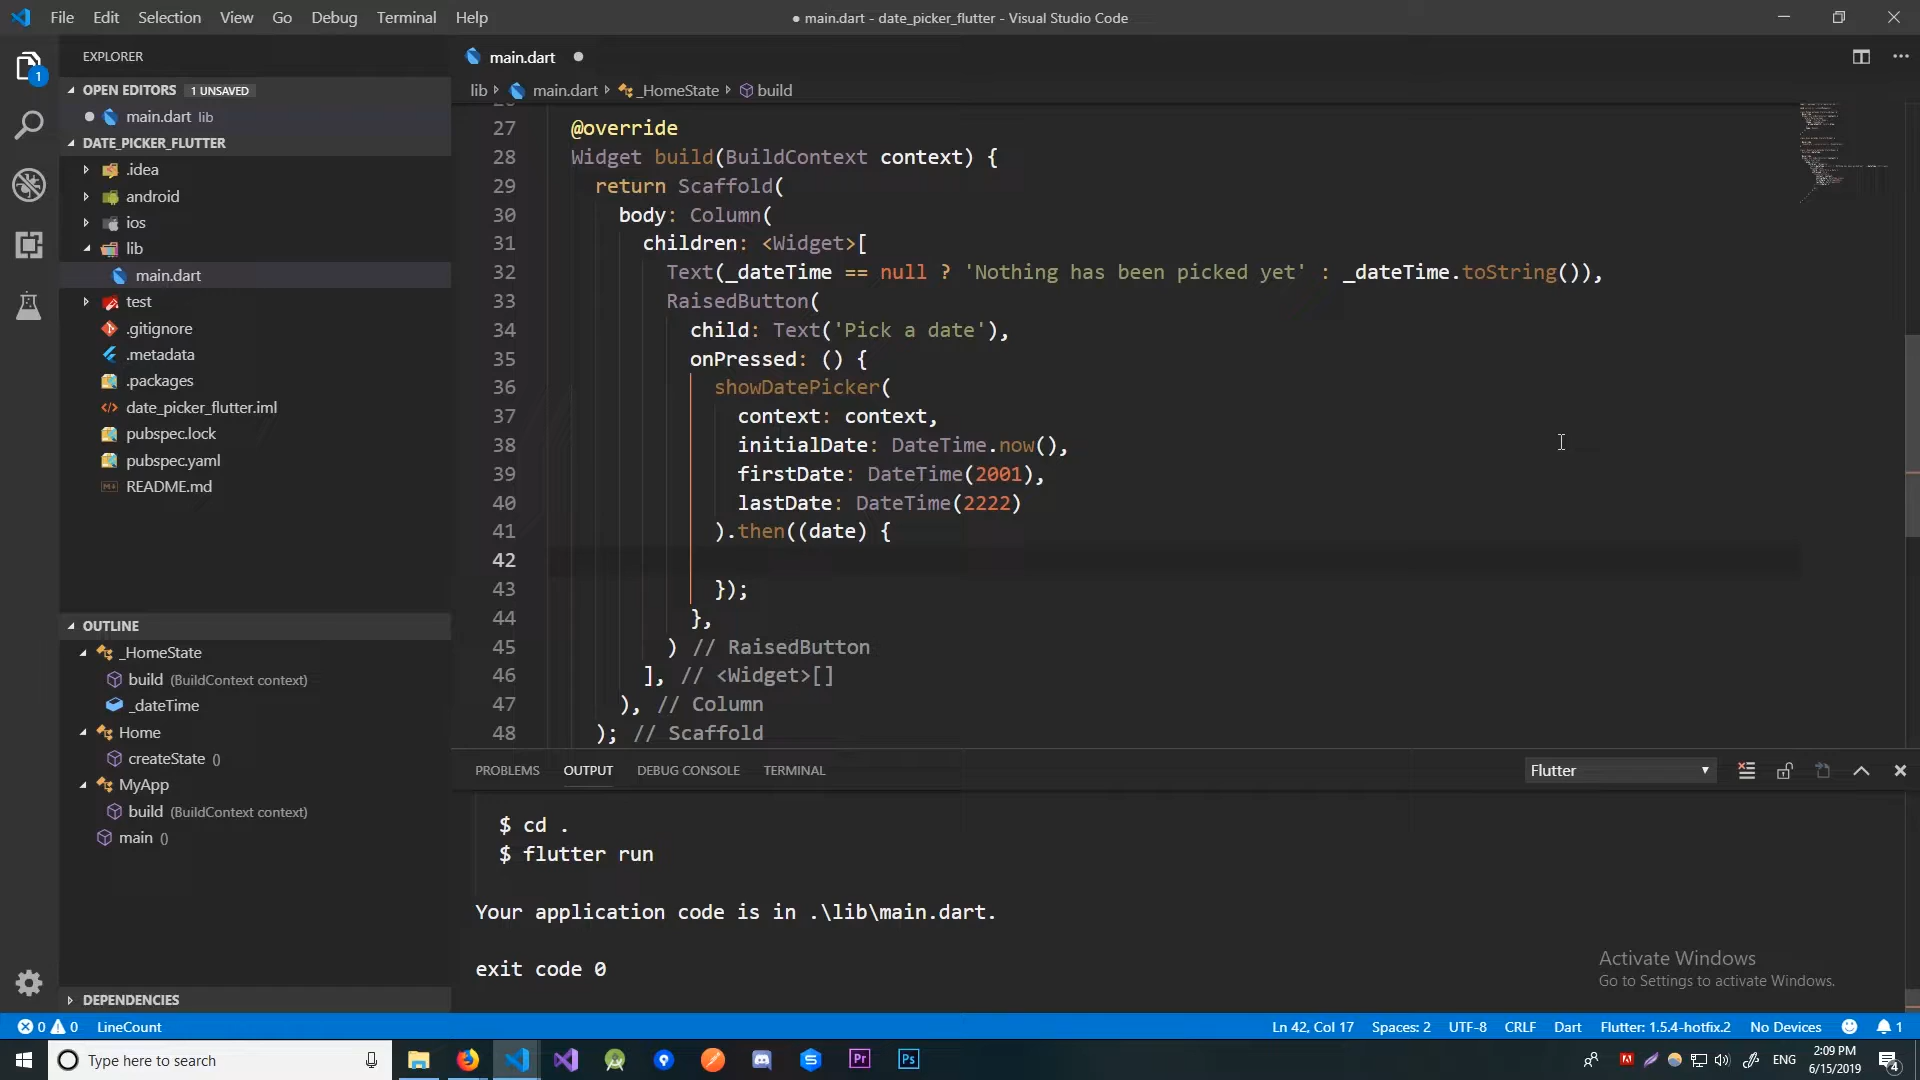 File Edit Selection View Go Debug Terminal Help
● main.dart - date_picker_flutter - Visual Studio Code
EXPLORER
OPEN EDITORS 1 UNSAVED
main.dart lib
DATE_PICKER_FLUTTER
.idea
android
ios
lib
main.dart
test
.gitignore
.metadata
.packages
date_picker_flutter.iml
pubspec.lock
pubspec.yaml
README.md
OUTLINE
_HomeState
build (BuildContext context)
_dateTime
Home
createState ()
MyApp
build (BuildContext context)
main ()
DEPENDENCIES
main.dart
lib main.dart _HomeState build
27 @override
28 Widget build(BuildContext context) {
29 return Scaffold(
30 body: Column(
31 children: <Widget>[
32 Text(_dateTime == null ? 'Nothing has been picked yet' : _dateTime.toString()),
33 RaisedButton(
34 child: Text('Pick a date'),
35 onPressed: () {
36 showDatePicker(
37 context: context,
38 initialDate: DateTime.now(),
39 firstDate: DateTime(2001),
40 lastDate: DateTime(2222)
41 ).then((date) {
42
43 });
44 },
45 ) // RaisedButton
46 ], // <Widget>[]
47 ), // Column
48 ); // Scaffold
PROBLEMS OUTPUT DEBUG CONSOLE TERMINAL
Flutter
$ cd .
$ flutter run
Your application code is in .\lib\main.dart.
exit code 0
Activate Windows
Go to Settings to activate Windows.
0 0 LineCount
Ln 42, Col 17 Spaces: 2 UTF-8 CRLF Dart Flutter: 1.5.4-hotfix.2 No Devices 1
Type here to search
Pr
Ps
ENG
2:09 PM
6/15/2019
4
1